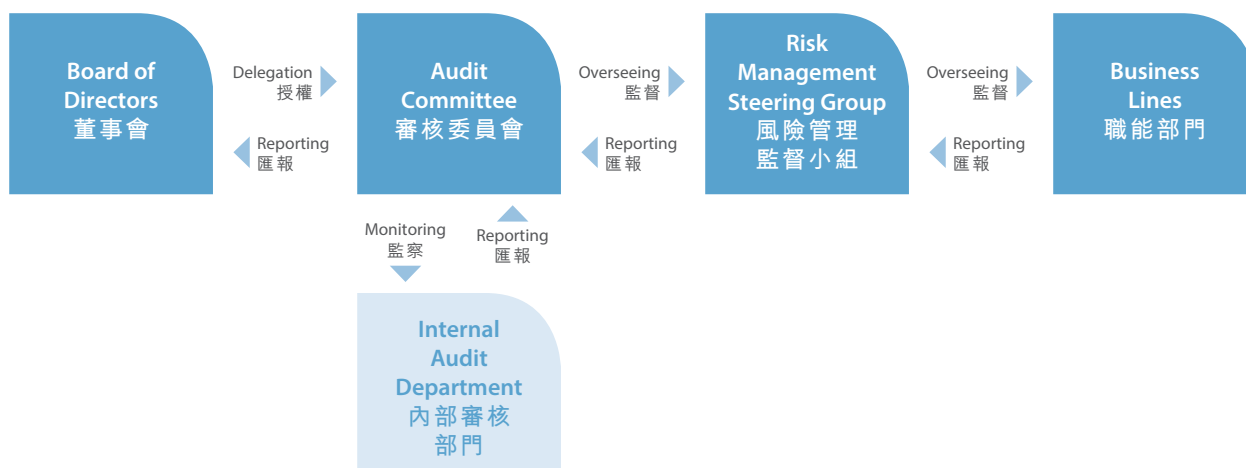 Board of
Directors
董事會
Delegation
授權
Reporting
匯報
Audit
Committee
審核委員會
Overseeing
監督
Reporting
匯報
Risk
Management
Steering Group
風險管理
監督小組
Overseeing
監督
Reporting
匯報
Business
Lines
職能部門
Monitoring
監察
Reporting
匯報
Internal
Audit
Department
內部審核
部門